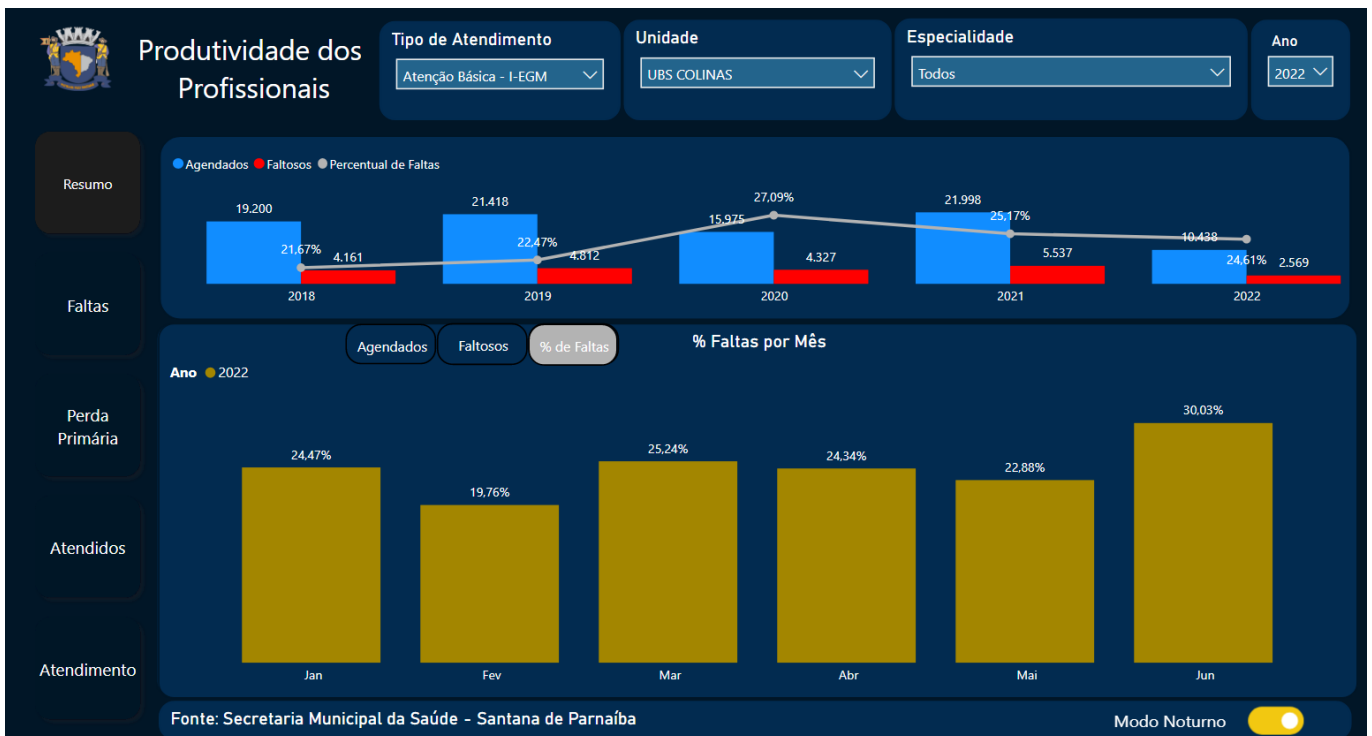 Produtividade dos
Profissionais
Tipo de Atendimento
Atenção Básica - I-EGM
Unidade
UBS COLINAS
Especialidade
Todos
Ano
2022
Resumo
Faltas
Perda
Primária
Atendidos
Atendimento
Agendados Faltosos Percentual de Faltas
19.200
21,67%
4.161
21.418
22,47%
4.812
15.975
27,09%
4.327
21.998
25,17%
5.537
10.438
24,61%
2.569
2018 2019 2020 2021 2022
Agendados Faltosos % de Faltas
% Faltas por Mês
Ano 2022
24,47% 19,76% 25,24% 24,34% 22,88% 30,03%
Jan Fev Mar Abr Mai Jun
Fonte: Secretaria Municipal da Saúde - Santana de Parnaíba
Modo Noturno